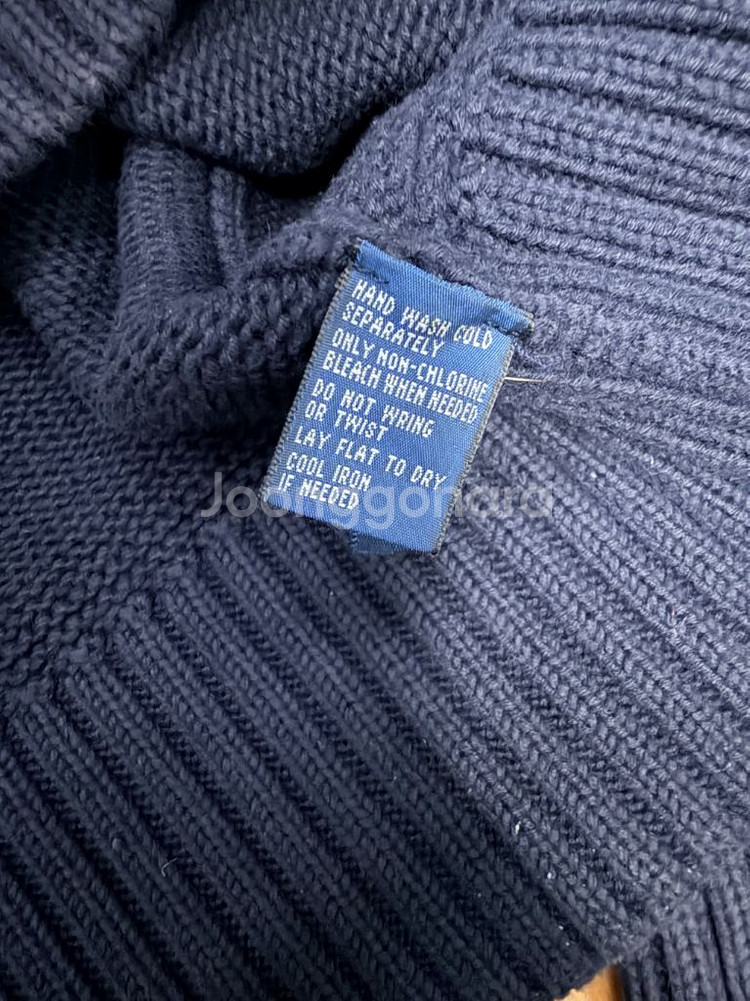 HAND WASH COLD
SEPARATELY
ONLY NON-CHLORINE
BLEACH WHEN NEEDED
DO NOT WRING
OR TWIST
LAY FLAT TO DRY
COOL IRON
IF NEEDED
Joonggonara